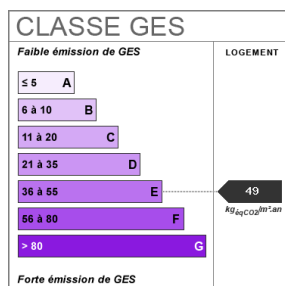 CLASSE GES
Faible émission de GES
LOGEMENT
≤ 5 A
6 à 10 B
11 à 20 C
21 à 35 D
36 à 55 E
49
kgéqCO2/m².an
56 à 80 F
> 80 G
Forte émission de GES